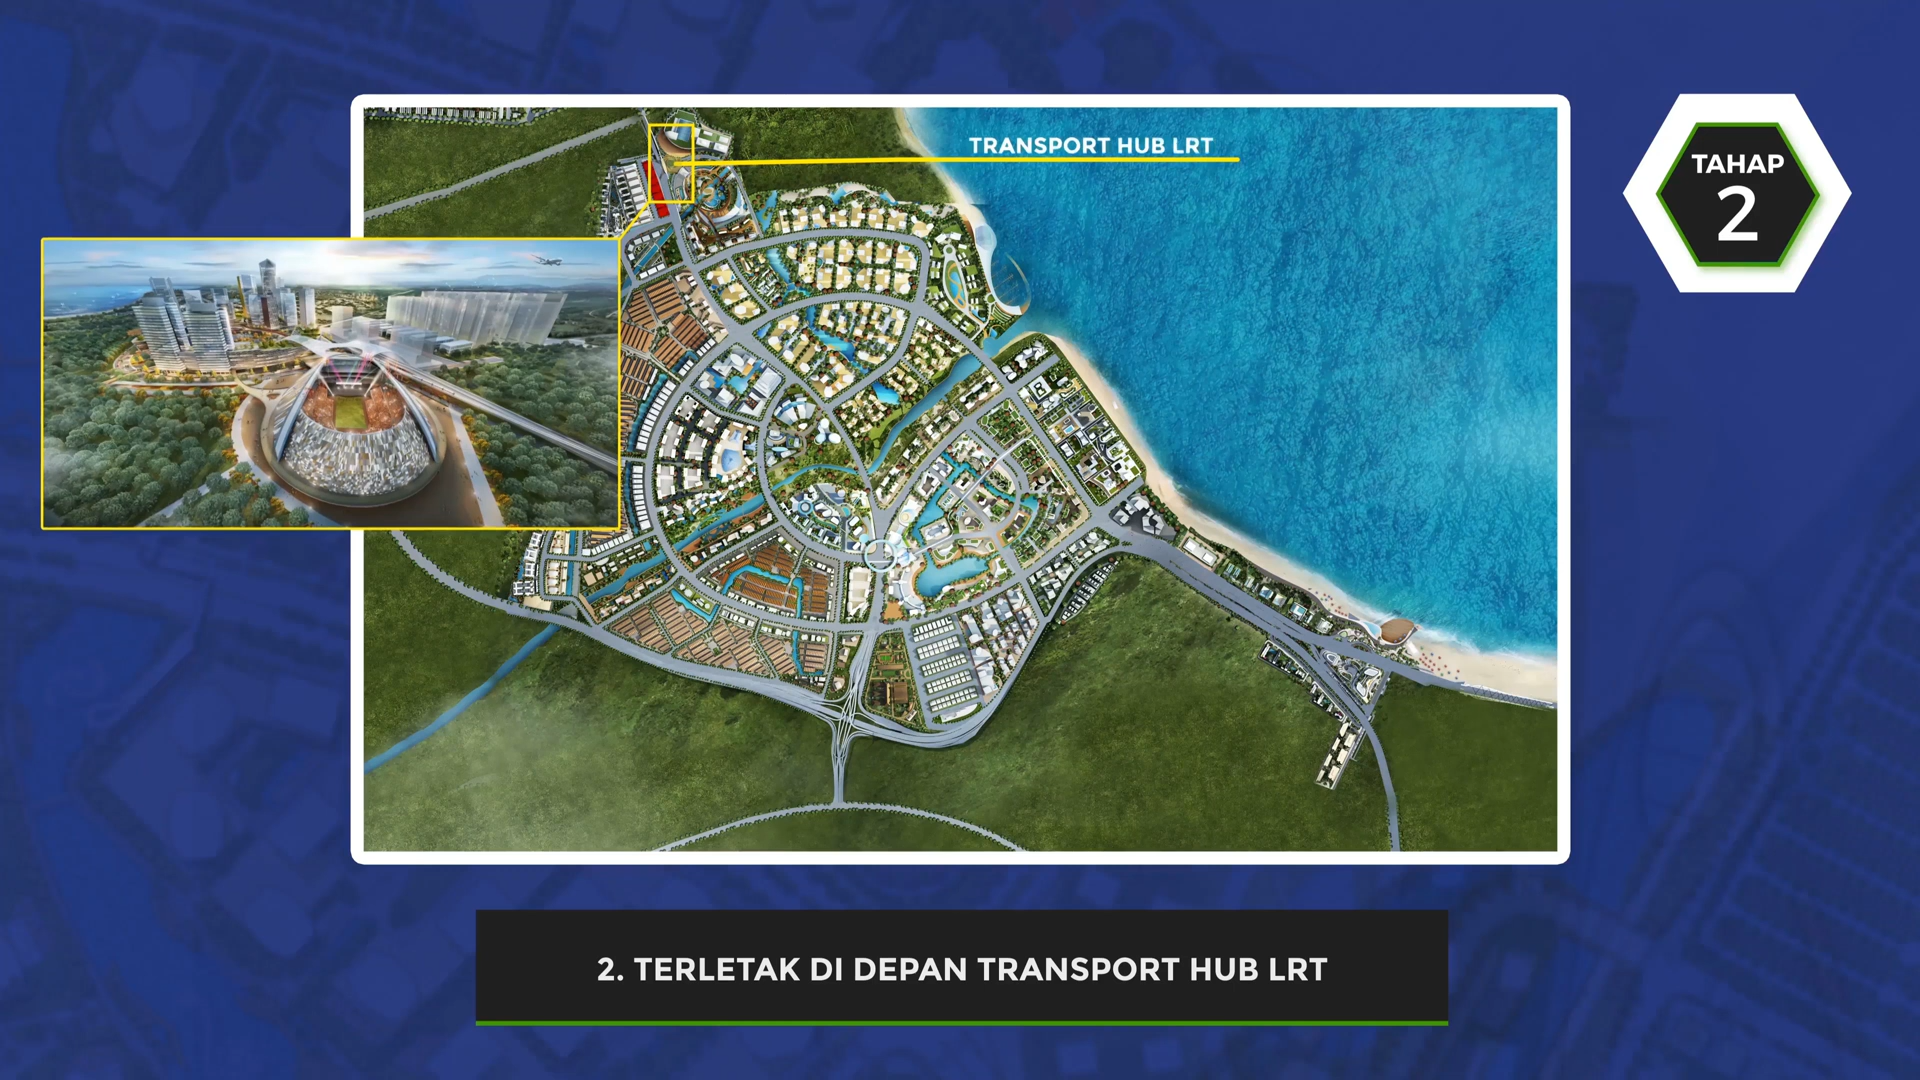 TRANSPORT HUB LRT
TAHAP
2
2. TERLETAK DI DEPAN TRANSPORT HUB LRT